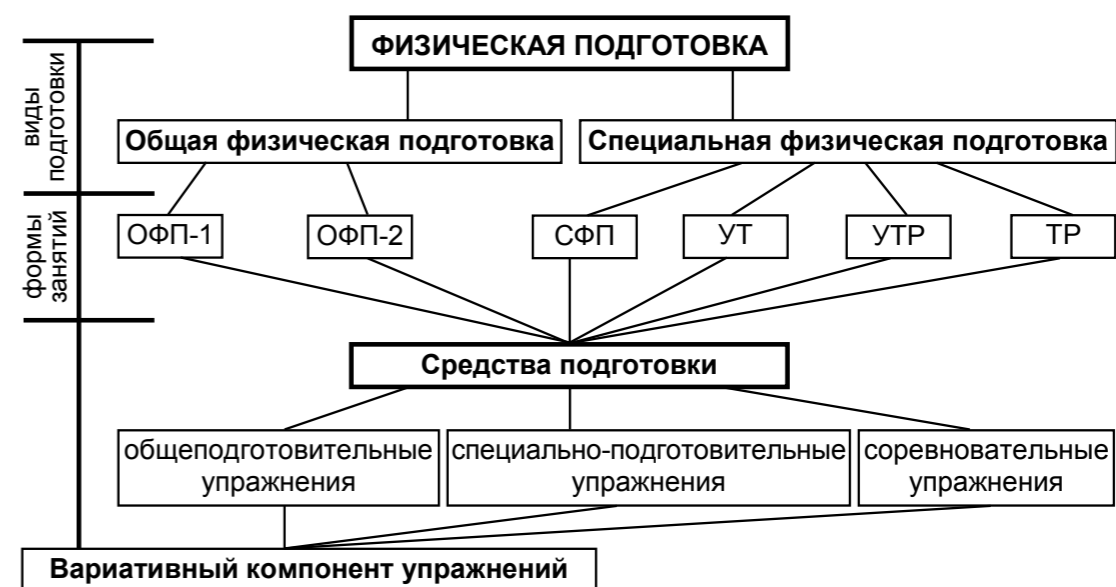 ФИЗИЧЕСКАЯ ПОДГОТОВКА
виды
подготовки
Общая физическая подготовка
Специальная физическая подготовка
формы
занятий
ОФП-1
ОФП-2
СФП
УТ
УТР
ТР
Средства подготовки
общеподготовительные
упражнения
специально-подготовительные
упражнения
соревновательные
упражнения
Вариативный компонент упражнений